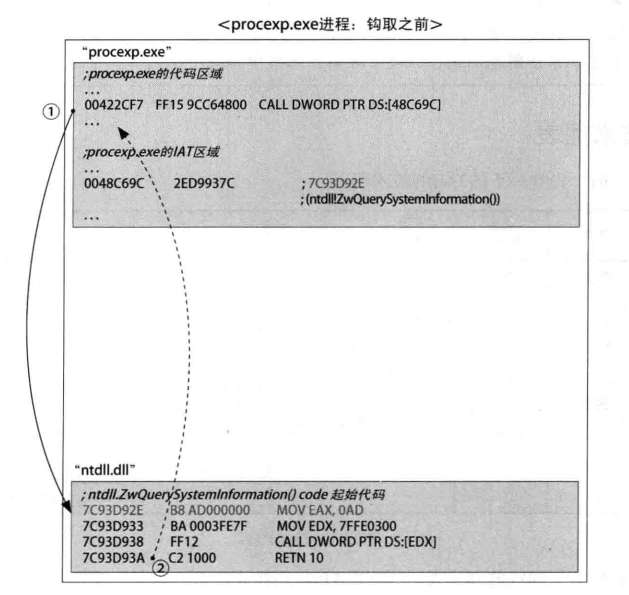 <procexp.exe进程：钩取之前>
“procexp.exe”
;procexp.exe的代码区域
...
① 00422CF7 FF15 9CC64800 CALL DWORD PTR DS:[48C69C]
...
;procexp.exe的IAT区域
...
0048C69C 2ED9937C ; 7C93D92E
; (ntdll!ZwQuerySystemInformation())
...
“ntdll.dll”
; ntdll.ZwQuerySystemInformation() code 起始代码
7C93D92E B8 AD000000 MOV EAX, 0AD
7C93D933 BA 0003FE7F MOV EDX, 7FFE0300
7C93D938 FF12 CALL DWORD PTR DS:[EDX]
7C93D93A ② C2 1000 RETN 10